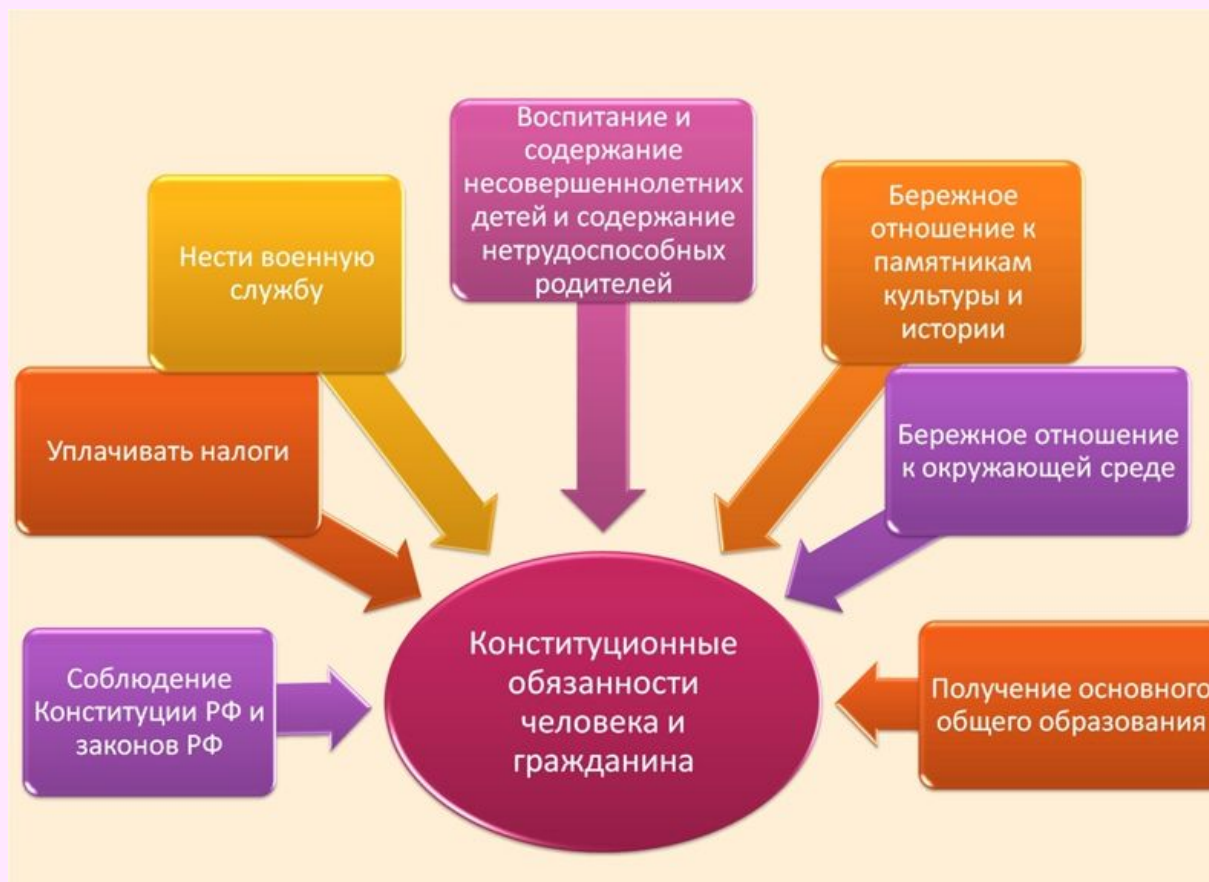 Воспитание и
содержание
несовершеннолетних
детей и содержание
нетрудоспособных
родителей
Нести военную
службу
Бережное
отношение к
памятникам
культуры и
истории
Уплачивать налоги
Бережное отношение
к окружающей среде
Соблюдение
Конституции РФ и
законов РФ
Конституционные
обязанности
человека и
гражданина
Получение основного
общего образования